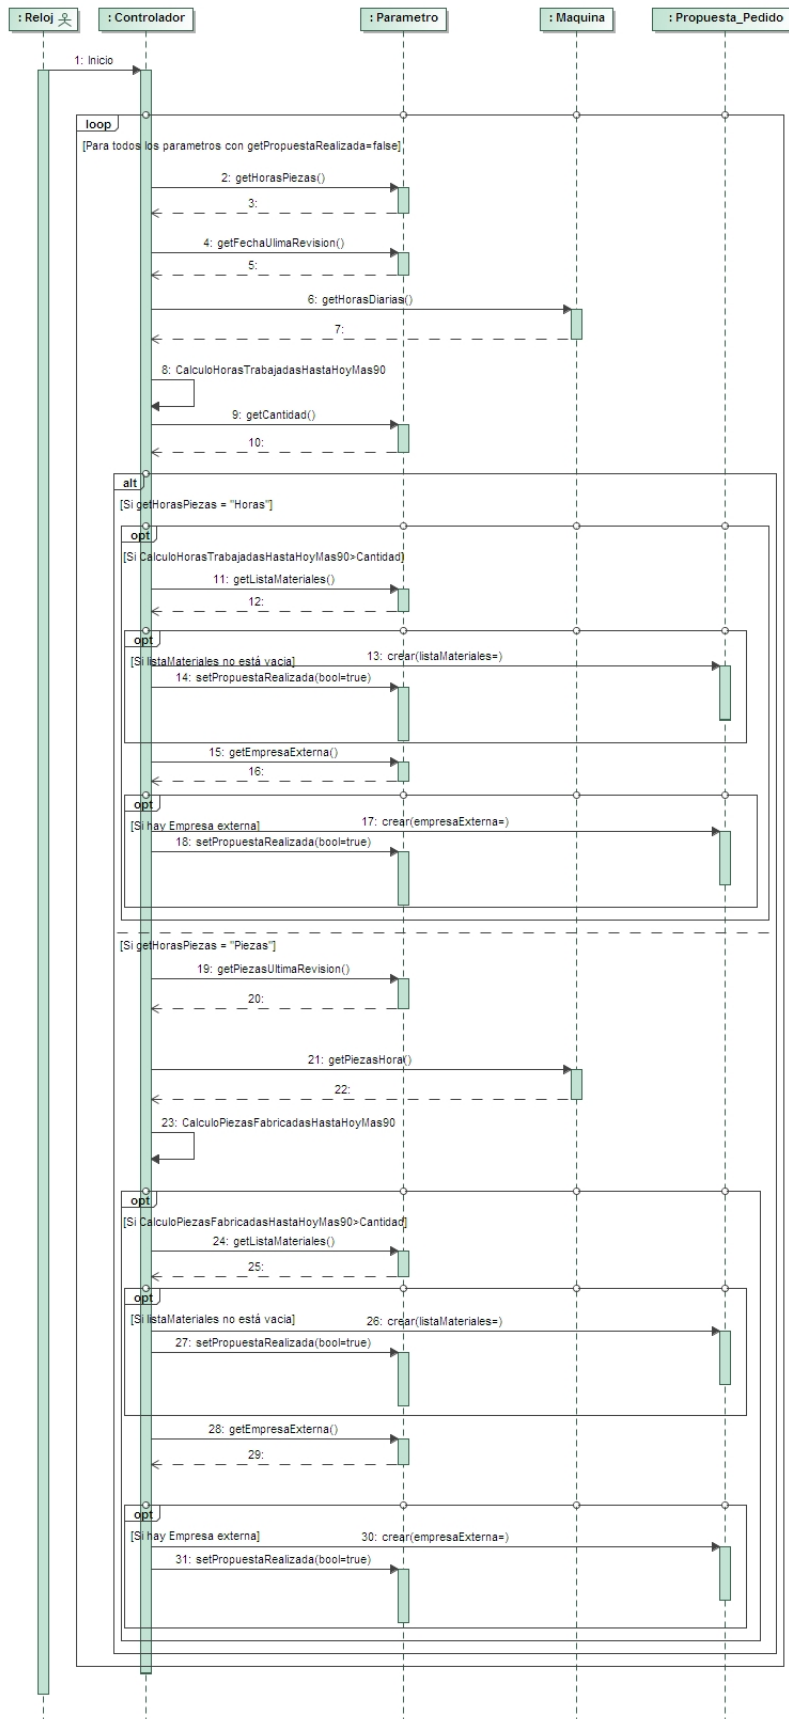 : Reloj
: Controlador
: Parametro
: Maquina
: Propuesta_Pedido
1: Inicio
loop
[Para todos los parametros con getPropuestaRealizada=false]
2: getHorasPiezas()
3:
4: getFechaUlimaRevision()
5:
6: getHorasDiarias()
7:
8: CalculoHorasTrabajadasHastaHoyMas90
9: getCantidad()
10:
alt
[Si getHorasPiezas = "Horas"]
opt
[Si CalculoHorasTrabajadasHastaHoyMas90>Cantidad]
11: getListaMateriales()
12:
opt
[Si listaMateriales no está vacia]
13: crear(listaMateriales=)
14: setPropuestaRealizada(bool=true)
15: getEmpresaExterna()
16:
opt
[Si hay Empresa externa]
17: crear(empresaExterna=)
18: setPropuestaRealizada(bool=true)
[Si getHorasPiezas = "Piezas"]
19: getPiezasUltimaRevision()
20:
21: getPiezasHora()
22:
23: CalculoPiezasFabricadasHastaHoyMas90
opt
[Si CalculoPiezasFabricadasHastaHoyMas90>Cantidad]
24: getListaMateriales()
25:
opt
[Si listaMateriales no está vacia]
26: crear(listaMateriales=)
27: setPropuestaRealizada(bool=true)
28: getEmpresaExterna()
29:
opt
[Si hay Empresa externa]
30: crear(empresaExterna=)
31: setPropuestaRealizada(bool=true)